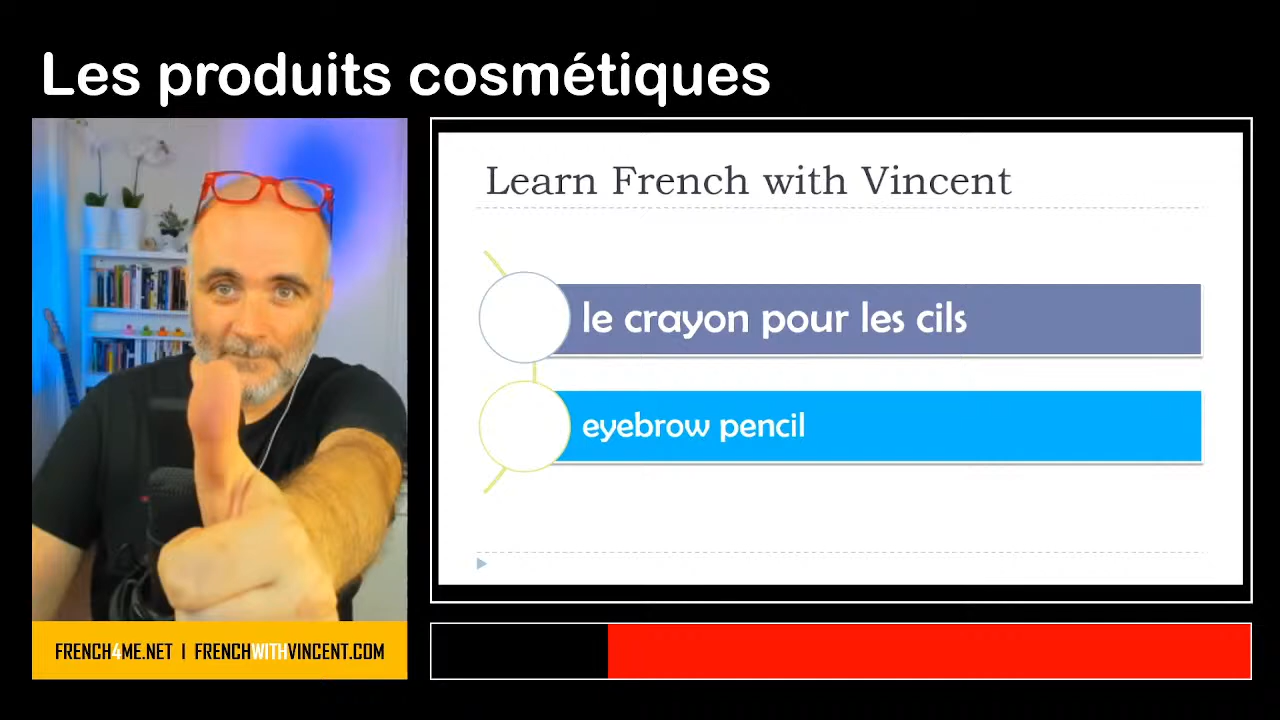 Les produits cosmétiques
Learn French with Vincent
le crayon pour les cils
eyebrow pencil
FRENCH4ME.NET | FRENCHWITHVINCENT.COM